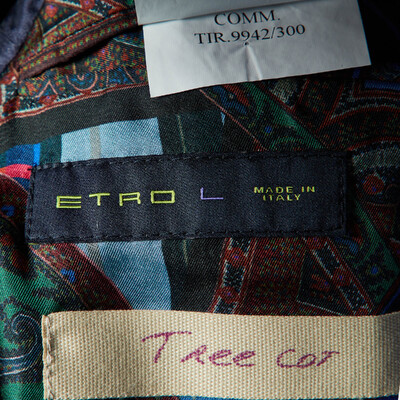 COMM.
TIR.9942/300
ETRO L MADE IN
ITALY
Tree cot